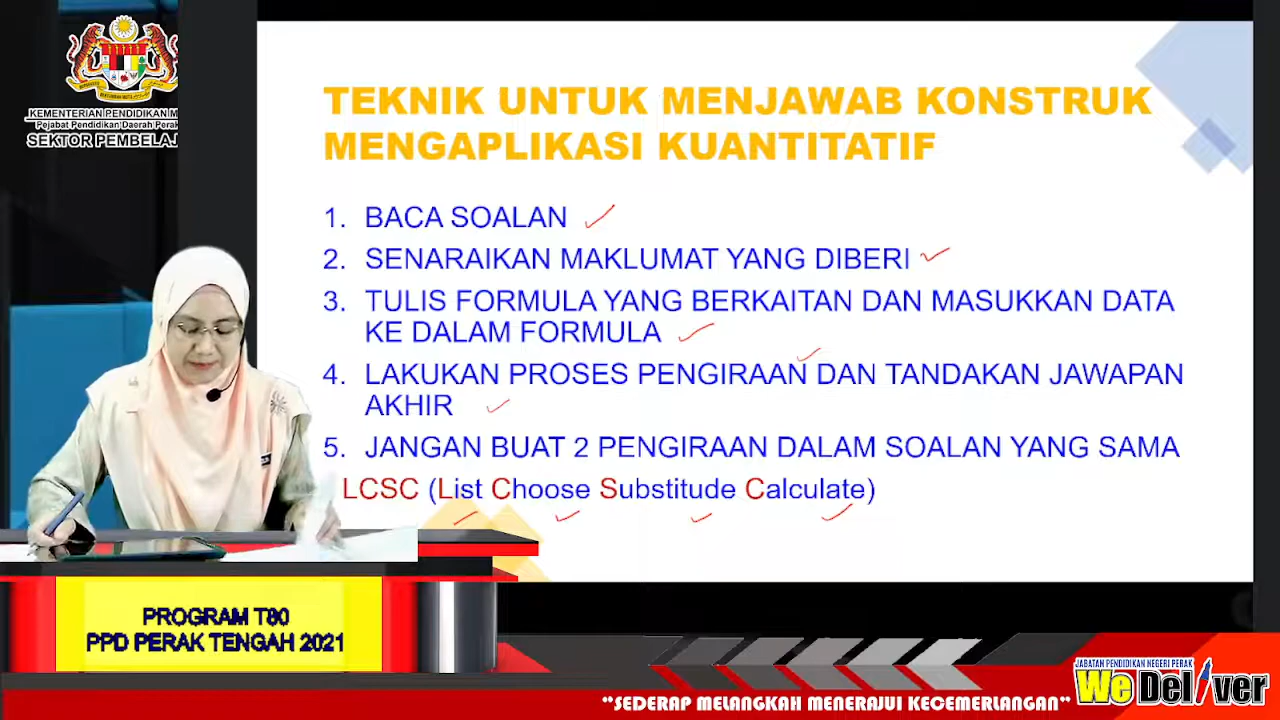 KEMENTERIAN PENDIDIKAN M
Pejabat Pendidikan Daerah Perak
SEKTOR PEMBELAJ
TEKNIK UNTUK MENJAWAB KONSTRUK
MENGAPLIKASI KUANTITATIF
1. BACA SOALAN
2. SENARAIKAN MAKLUMAT YANG DIBERI
3. TULIS FORMULA YANG BERKAITAN DAN MASUKKAN DATA
KE DALAM FORMULA
4. LAKUKAN PROSES PENGIRAAN DAN TANDAKAN JAWAPAN
AKHIR
5. JANGAN BUAT 2 PENGIRAAN DALAM SOALAN YANG SAMA
LCSC (List Choose Substitude Calculate)
PROGRAM T80
PPD PERAK TENGAH 2021
JABATAN PENDIDIKAN NEGERI PERAK
We Deliver
"SEDERAP MELANGKAH MENERAJUI KECEMERLANGAN"